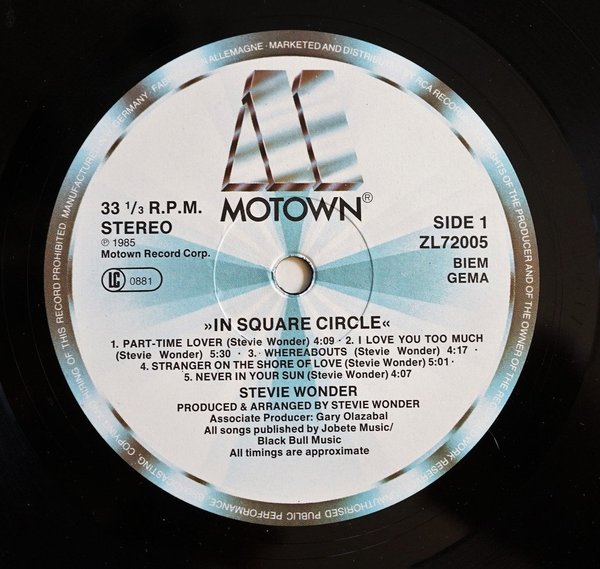 MANUFACTURED IN GERMANY · FABRIQUÉ EN ALLEMAGNE · MARKETED AND DISTRIBUTED BY RCA RECORDS
RIGHTS OF THE PRODUCER AND OF THE OWNER OF THE RECORDED WORK RESERVED
UNAUTHORISED PUBLIC PERFORMANCE, BROADCASTING, COPYING OR HIRING OF THIS RECORD PROHIBITED
MOTOWN®
33 1/3 R.P.M.
STEREO
℗ 1985
Motown Record Corp.
LC 0881
SIDE 1
ZL72005
BIEM
GEMA
»IN SQUARE CIRCLE«
1. PART-TIME LOVER (Stevie Wonder) 4:09 · 2. I LOVE YOU TOO MUCH
(Stevie Wonder) 5:30 · 3. WHEREABOUTS (Stevie Wonder) 4:17 ·
4. STRANGER ON THE SHORE OF LOVE (Stevie Wonder) 5:01 ·
5. NEVER IN YOUR SUN (Stevie Wonder) 4:07
STEVIE WONDER
PRODUCED & ARRANGED BY STEVIE WONDER
Associate Producer: Gary Olazabal
All songs published by Jobete Music/
Black Bull Music
All timings are approximate